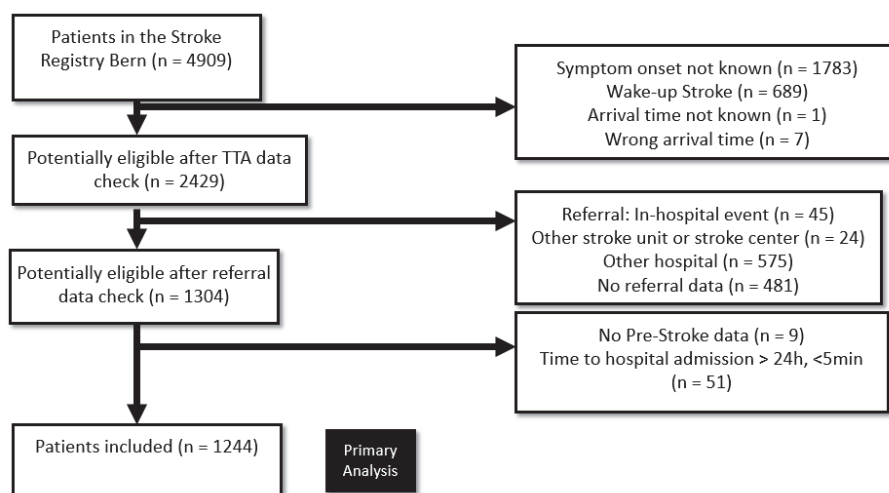 Patients in the Stroke
Registry Bern (n = 4909)
Symptom onset not known (n = 1783)
Wake-up Stroke (n = 689)
Arrival time not known (n = 1)
Wrong arrival time (n = 7)
Potentially eligible after TTA data
check (n = 2429)
Referral: In-hospital event (n = 45)
Other stroke unit or stroke center (n = 24)
Other hospital (n = 575)
No referral data (n = 481)
Potentially eligible after referral
data check (n = 1304)
No Pre-Stroke data (n = 9)
Time to hospital admission > 24h, <5min
(n = 51)
Patients included (n = 1244)
Primary
Analysis